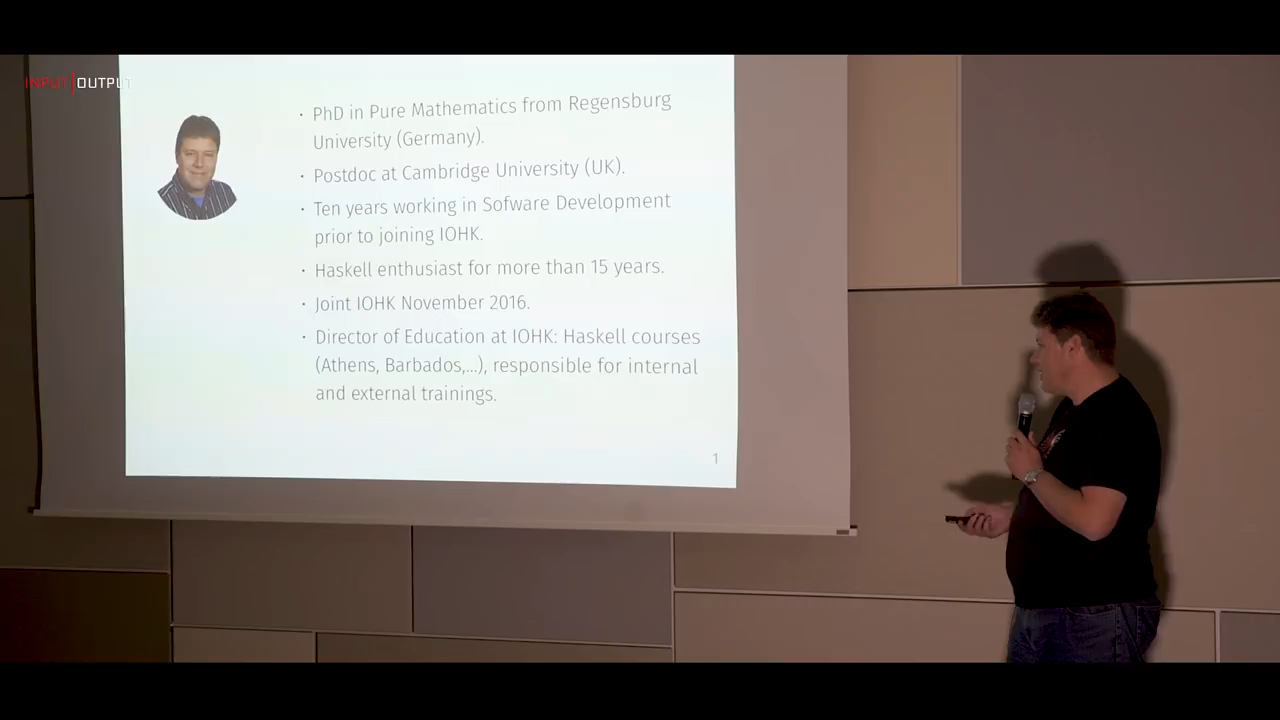 INPUT|OUTPUT
· PhD in Pure Mathematics from Regensburg
University (Germany).
· Postdoc at Cambridge University (UK).
· Ten years working in Sofware Development
prior to joining IOHK.
· Haskell enthusiast for more than 15 years.
· Joint IOHK November 2016.
· Director of Education at IOHK: Haskell courses
(Athens, Barbados,...), responsible for internal
and external trainings.
1